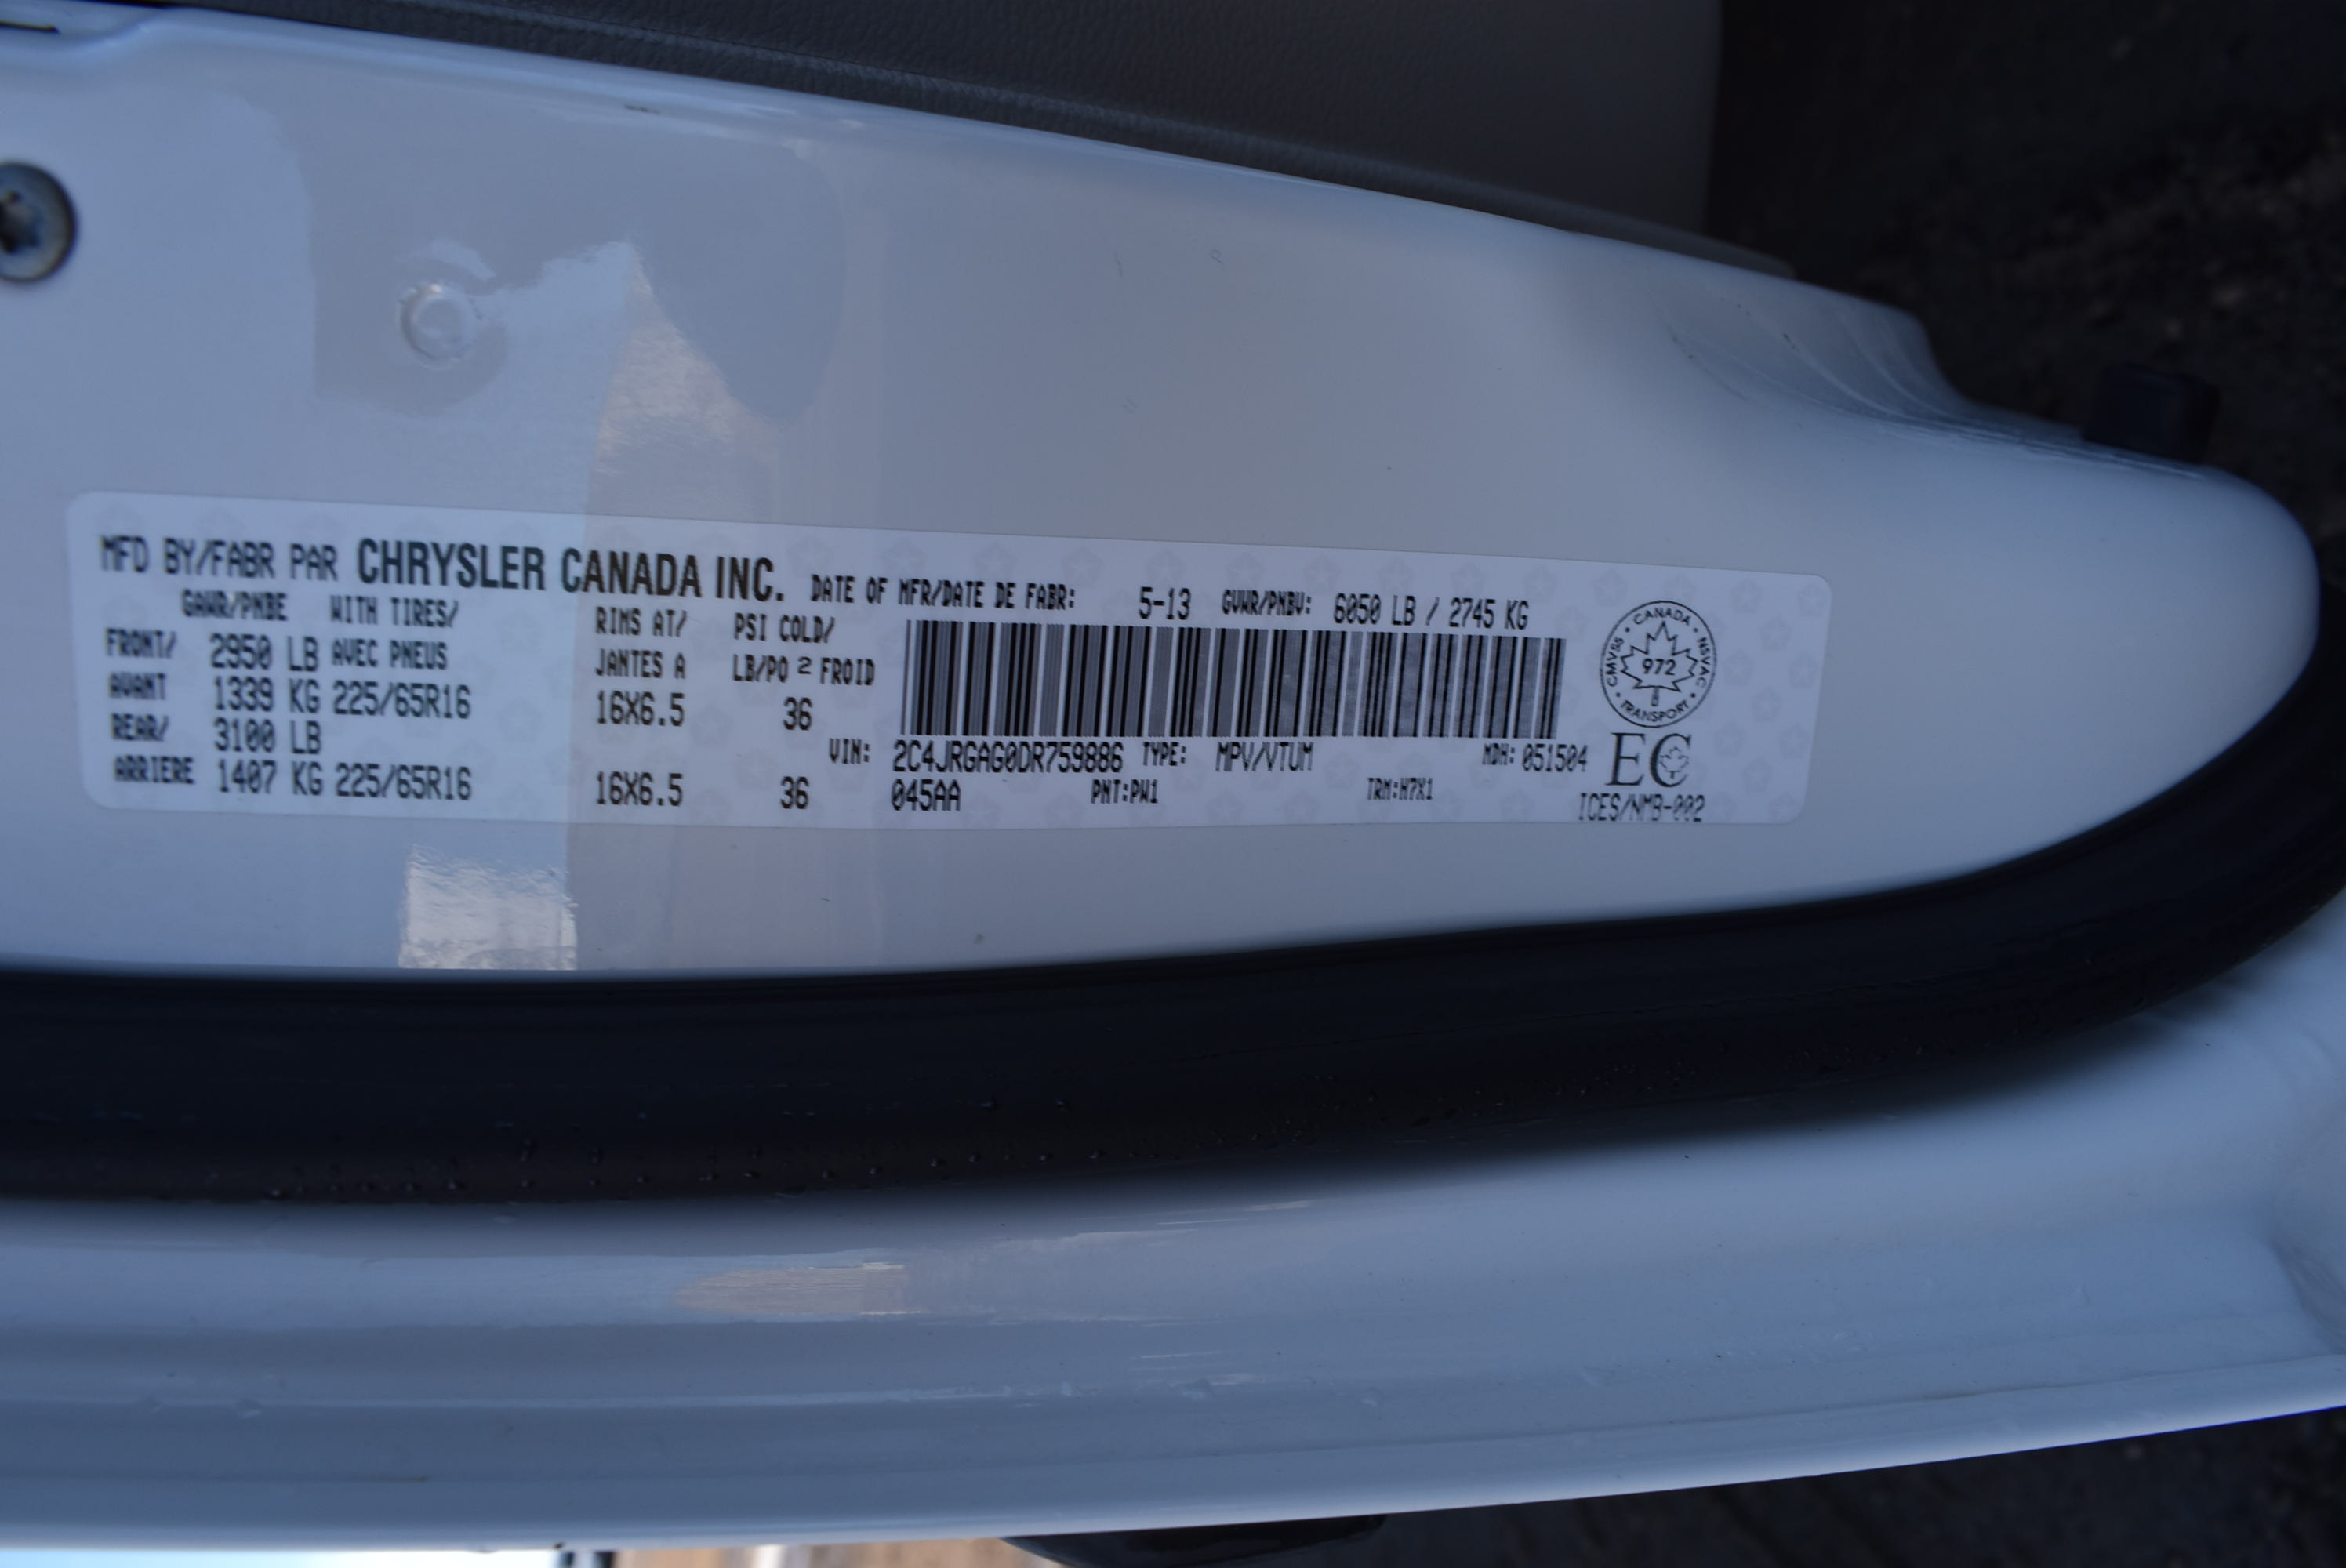 MFD BY/FABR PAR CHRYSLER CANADA INC. DATE OF MFR/DATE DE FABR: 5-13 GVWR/PNBV: 6050 LB / 2745 KG
GAWR/PNBE WITH TIRES/ RIMS AT/ PSI COLD/
FRONT/ 2950 LB AVEC PNEUS JANTES A LB/PO 2 FROID
AVANT 1339 KG 225/65R16 16X6.5 36
REAR/ 3100 LB
ARRIERE 1407 KG 225/65R16 16X6.5 36
VIN: 2C4JRGAG0DR759886 TYPE: MPV/VTUM MDH: 051504
045AA PNT:PW1 TRM:H7X1
CANADA
CMVSS 972 NSVAC
TRANSPORT
EC
ICES/NMB-002